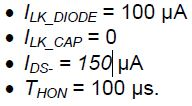 • I_LK_DIODE = 100 µA
• I_LK_CAP = 0
• I_DS- = 150 µA
• T_HON = 100 µs.